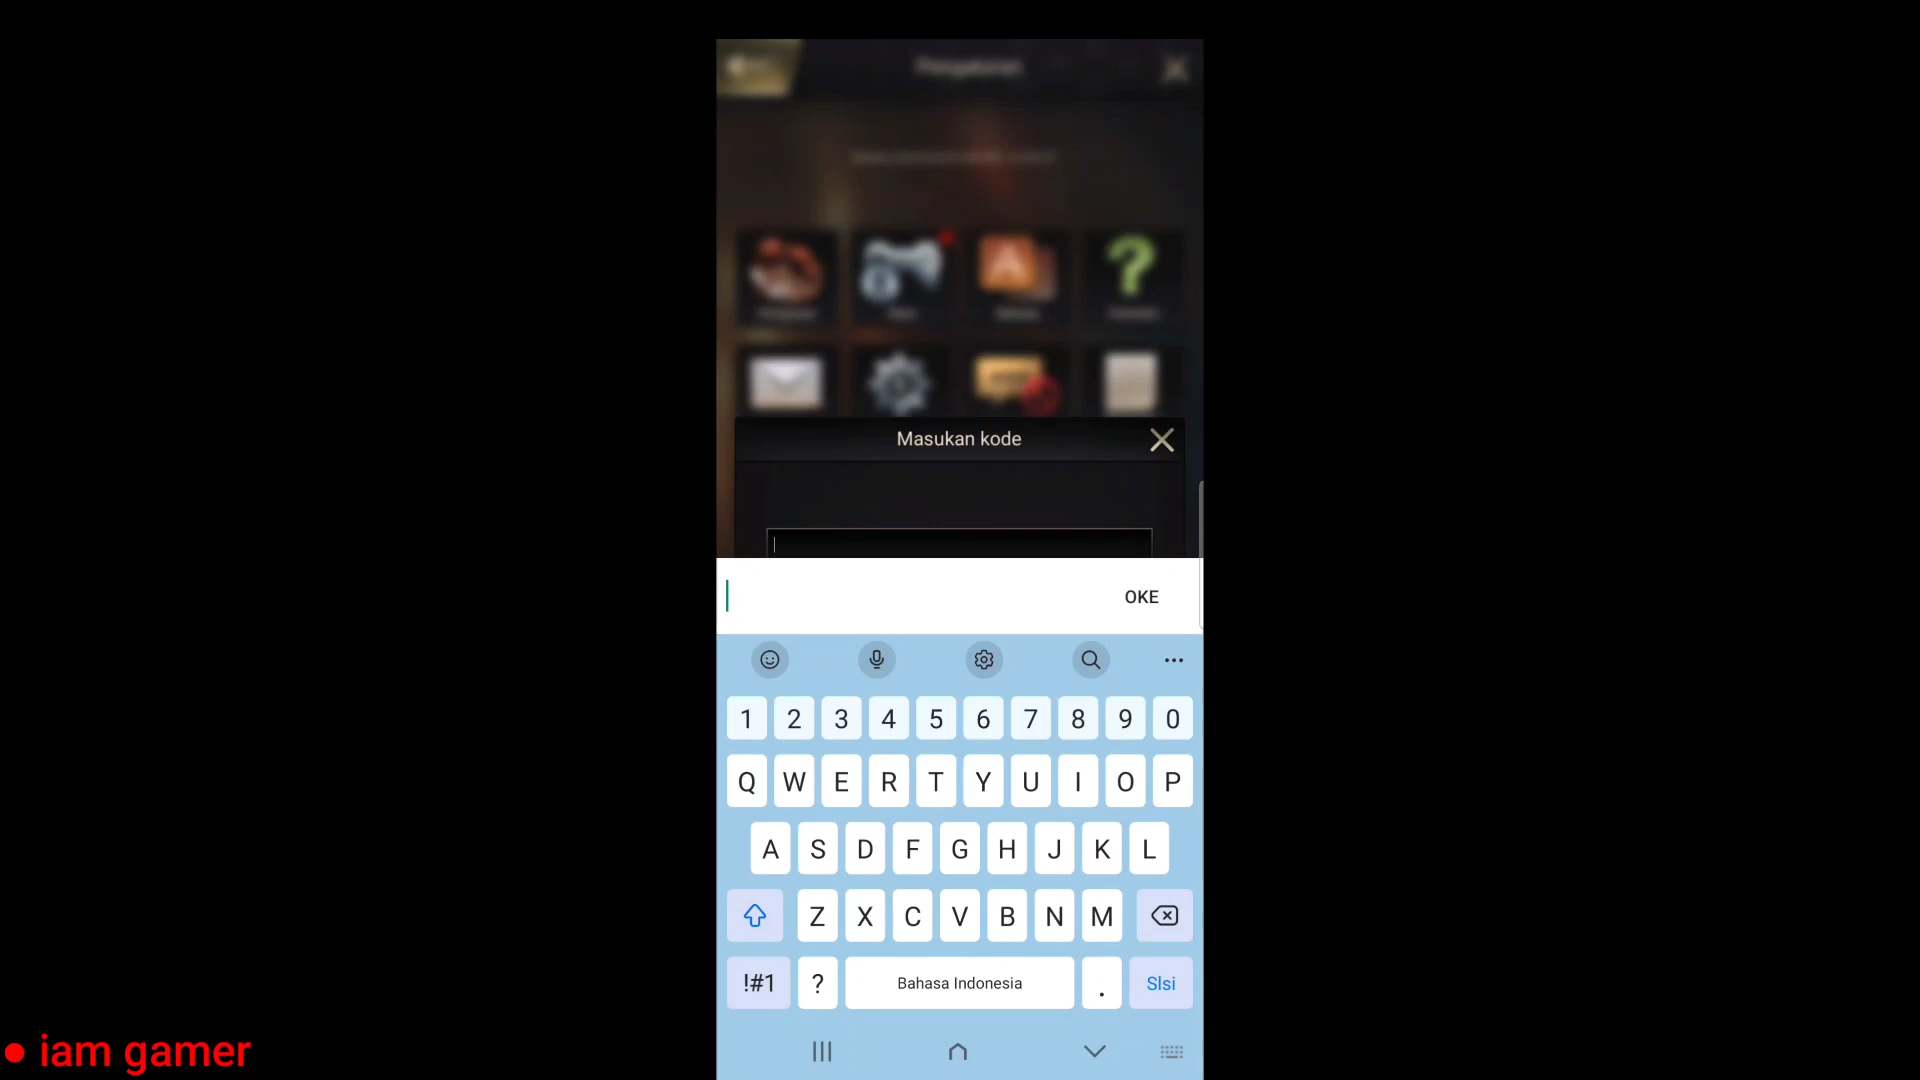 Pengaturan
Masukan kode
OKE
1 2 3 4 5 6 7 8 9 0
Q W E R T Y U I O P
A S D F G H J K L
Z X C V B N M
!#1 ? Bahasa Indonesia . Slsi
iam gamer